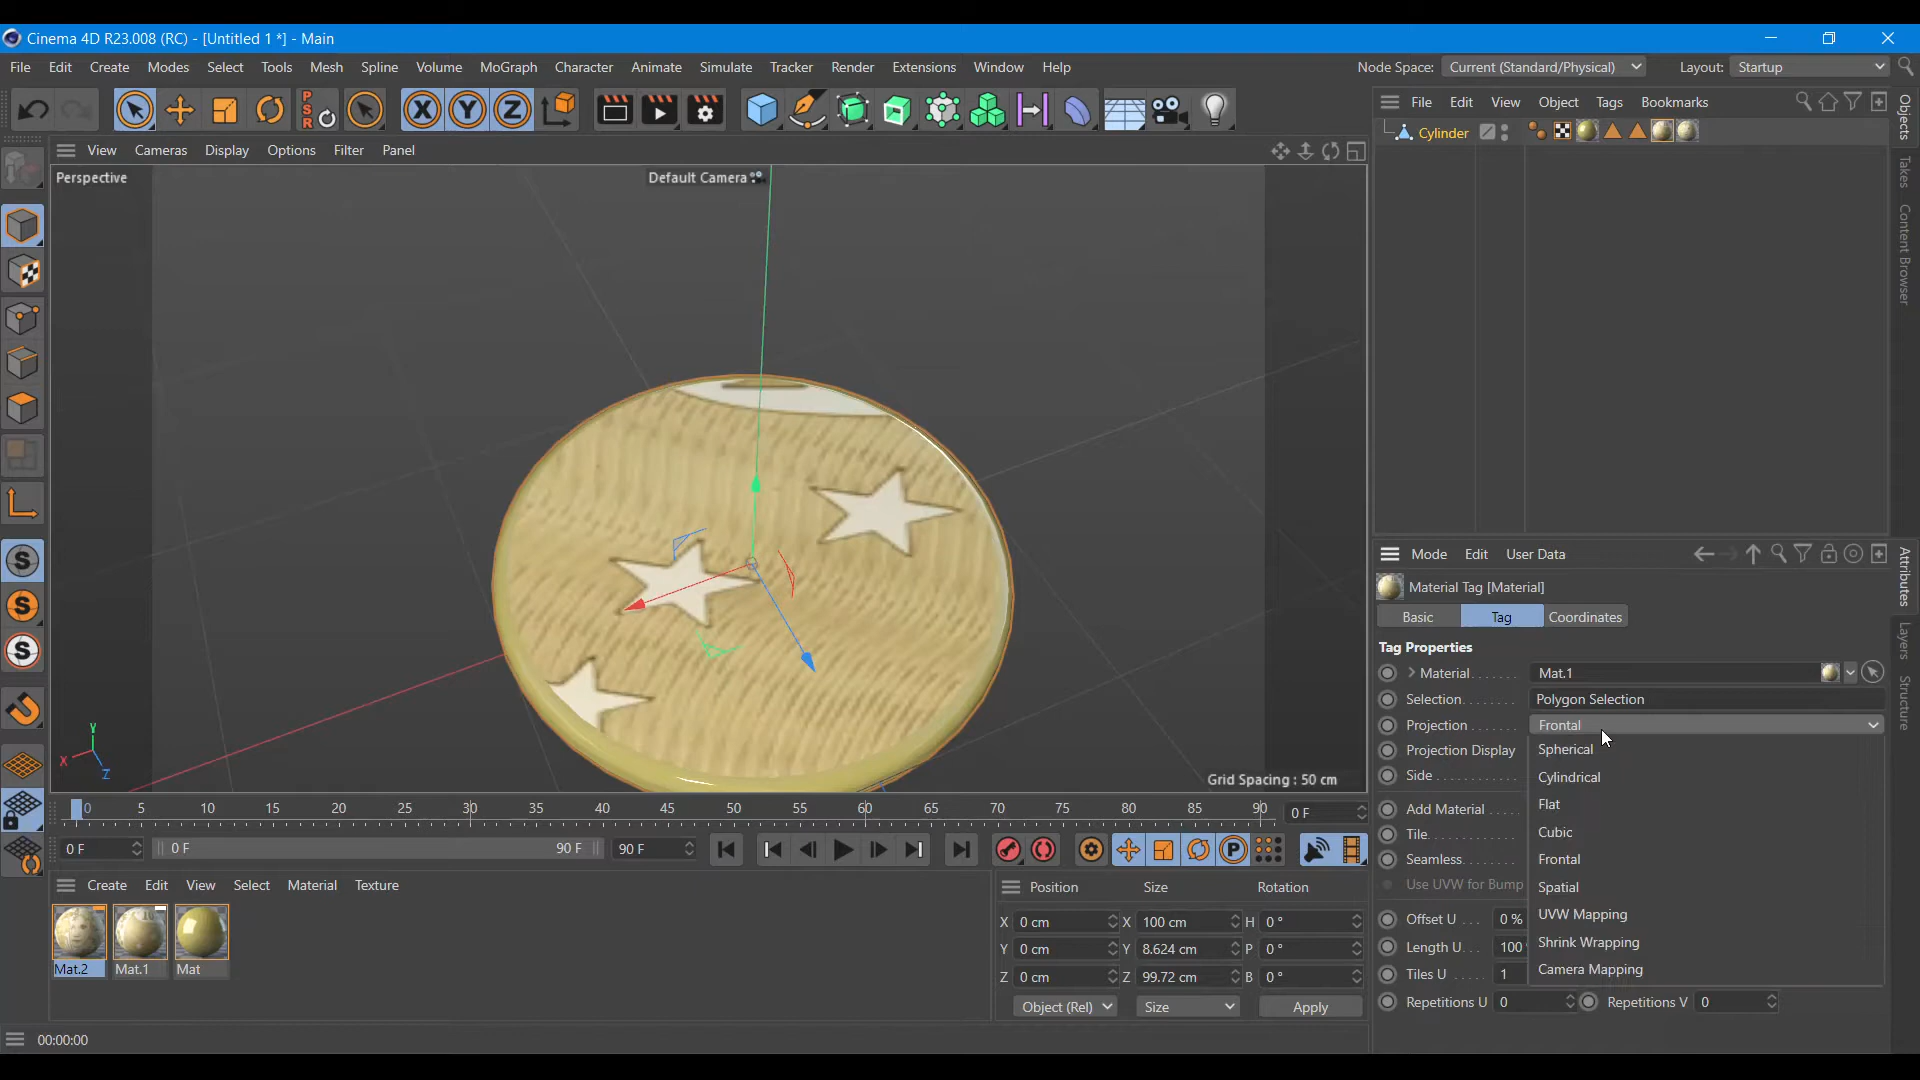 Cinema 4D R23.008 (RC) - [Untitled 1 *] - Main
File Edit Create Modes Select Tools Mesh Spline Volume MoGraph Character Animate Simulate Tracker Render Extensions Window Help Node Space: Current (Standard/Physical) Layout: Startup
PSR X Y Z
File Edit View Object Tags Bookmarks
Cylinder
Objects
Takes
Content Browser
View Cameras Display Options Filter Panel
Perspective Default Camera
Y
X
Z
Grid Spacing : 50 cm
S
S
S
Mode Edit User Data
Attributes
Layers
Structure
Material Tag [Material]
Basic Tag Coordinates
Tag Properties
Material Mat.1
Selection Polygon Selection
Projection Frontal
Projection Display Spherical
Side Cylindrical
Add Material Flat
Tile Cubic
Seamless Frontal
Use UVW for Bump Spatial
Offset U 0 % UVW Mapping
Length U 100 Shrink Wrapping
Tiles U 1 Camera Mapping
Repetitions U 0 Repetitions V 0
0 5 10 15 20 25 30 35 40 45 50 55 60 65 70 75 80 85 90 0 F
0 F 0 F 90 F 90 F
P
Create Edit View Select Material Texture
Mat.2 Mat.1 Mat
Position Size Rotation
X 0 cm X 100 cm H 0 °
Y 0 cm Y 8.624 cm P 0 °
Z 0 cm Z 99.72 cm B 0 °
Object (Rel) Size Apply
00:00:00